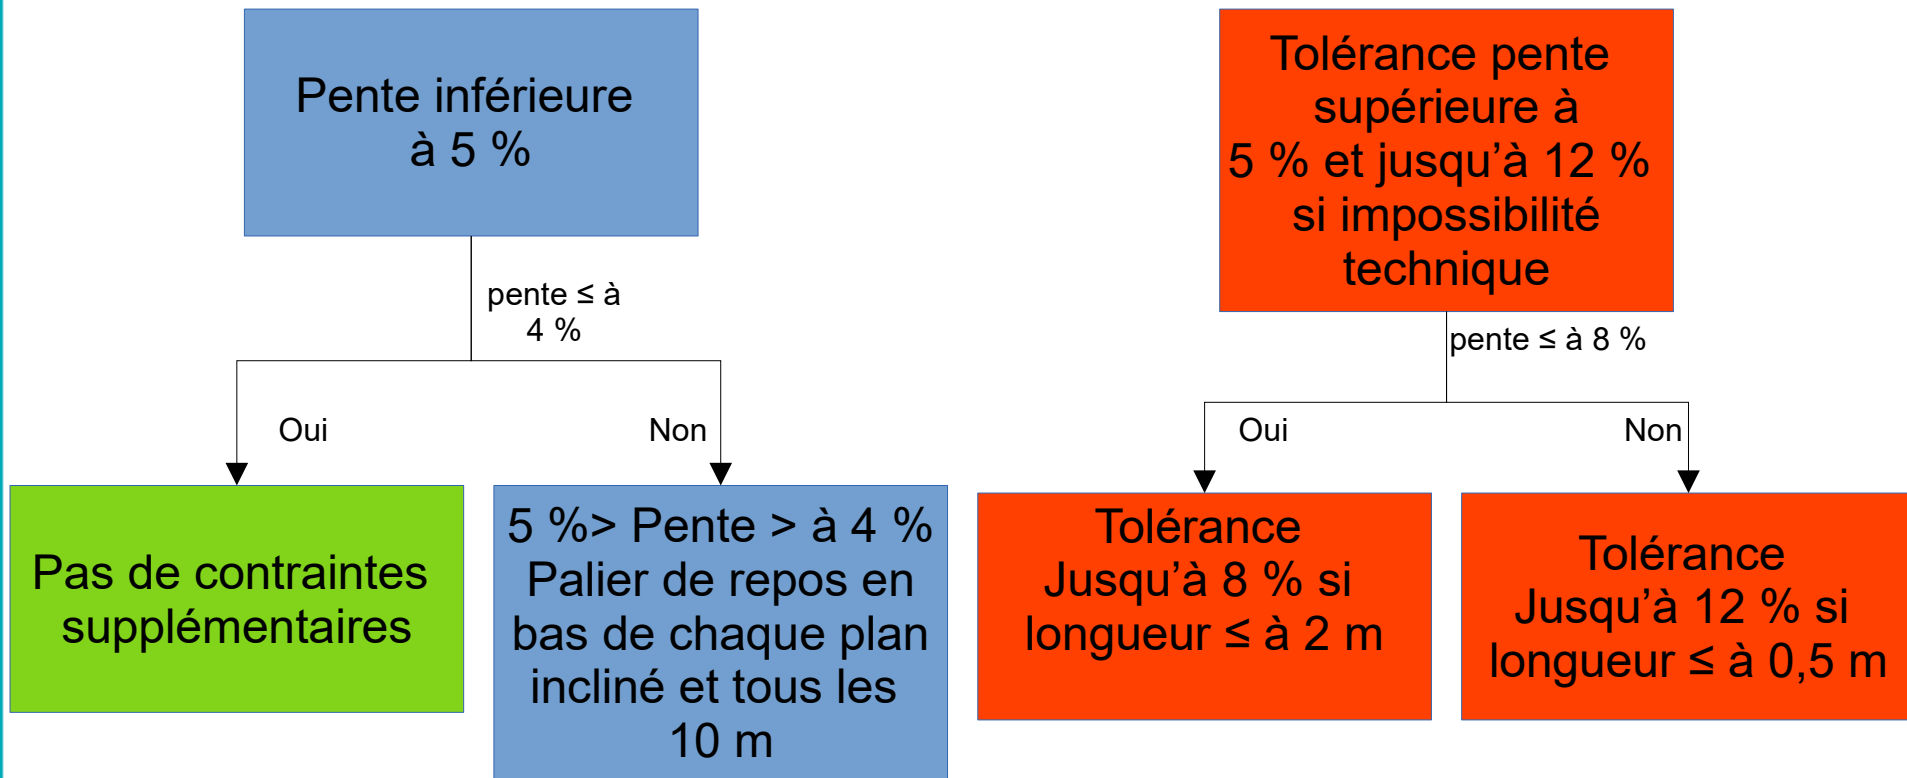 Pente inférieure
à 5 %
pente ≤ à
4 %
Oui
Non
Pas de contraintes
supplémentaires
5 %> Pente > à 4 %
Palier de repos en
bas de chaque plan
incliné et tous les
10 m
Tolérance pente
supérieure à
5 % et jusqu’à 12 %
si impossibilité
technique
pente ≤ à 8 %
Oui
Non
Tolérance
Jusqu’à 8 % si
longueur ≤ à 2 m
Tolérance
Jusqu’à 12 % si
longueur ≤ à 0,5 m